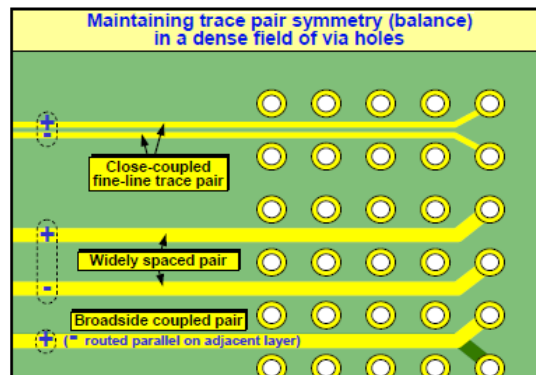 Maintaining trace pair symmetry (balance)
in a dense field of via holes
+
-
Close-coupled
fine-line trace pair
+
Widely spaced pair
-
Broadside coupled pair
+ (- routed parallel on adjacent layer)